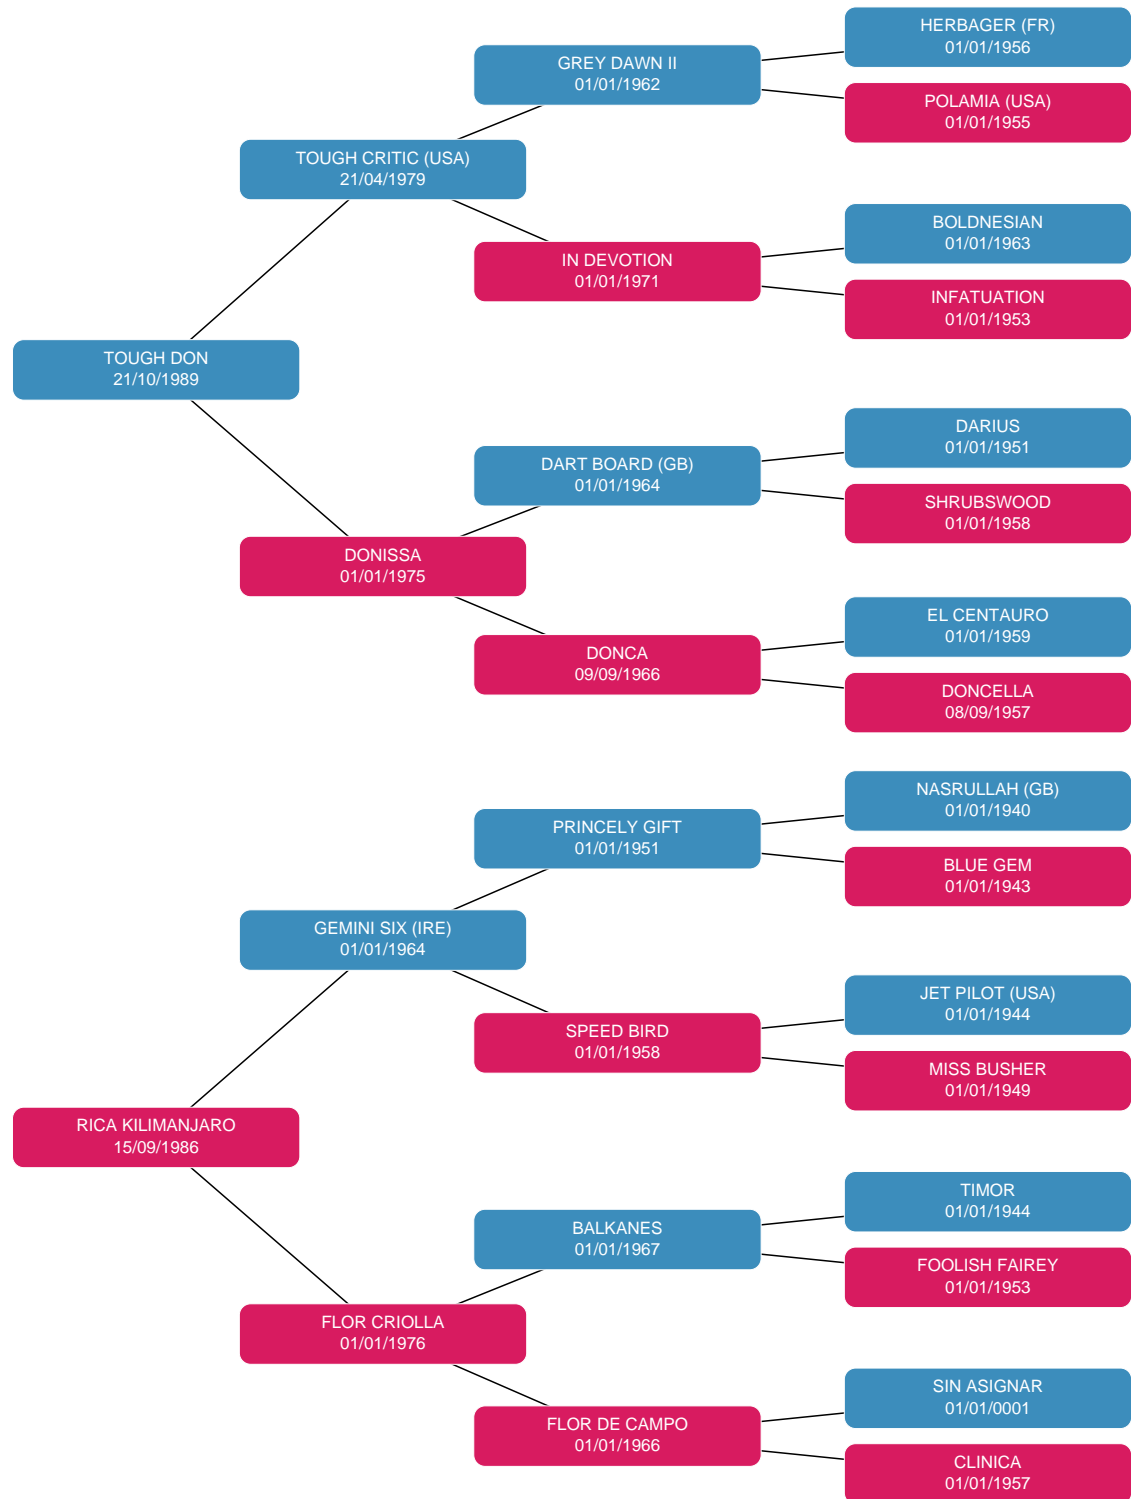 HERBAGER (FR)
01/01/1956
GREY DAWN II
01/01/1962
POLAMIA (USA)
01/01/1955
TOUGH CRITIC (USA)
21/04/1979
BOLDNESIAN
01/01/1963
IN DEVOTION
01/01/1971
INFATUATION
01/01/1953
TOUGH DON
21/10/1989
DARIUS
01/01/1951
DART BOARD (GB)
01/01/1964
SHRUBSWOOD
01/01/1958
DONISSA
01/01/1975
EL CENTAURO
01/01/1959
DONCA
09/09/1966
DONCELLA
08/09/1957
NASRULLAH (GB)
01/01/1940
PRINCELY GIFT
01/01/1951
BLUE GEM
01/01/1943
GEMINI SIX (IRE)
01/01/1964
JET PILOT (USA)
01/01/1944
SPEED BIRD
01/01/1958
MISS BUSHER
01/01/1949
RICA KILIMANJARO
15/09/1986
TIMOR
01/01/1944
BALKANES
01/01/1967
FOOLISH FAIREY
01/01/1953
FLOR CRIOLLA
01/01/1976
SIN ASIGNAR
01/01/0001
FLOR DE CAMPO
01/01/1966
CLINICA
01/01/1957